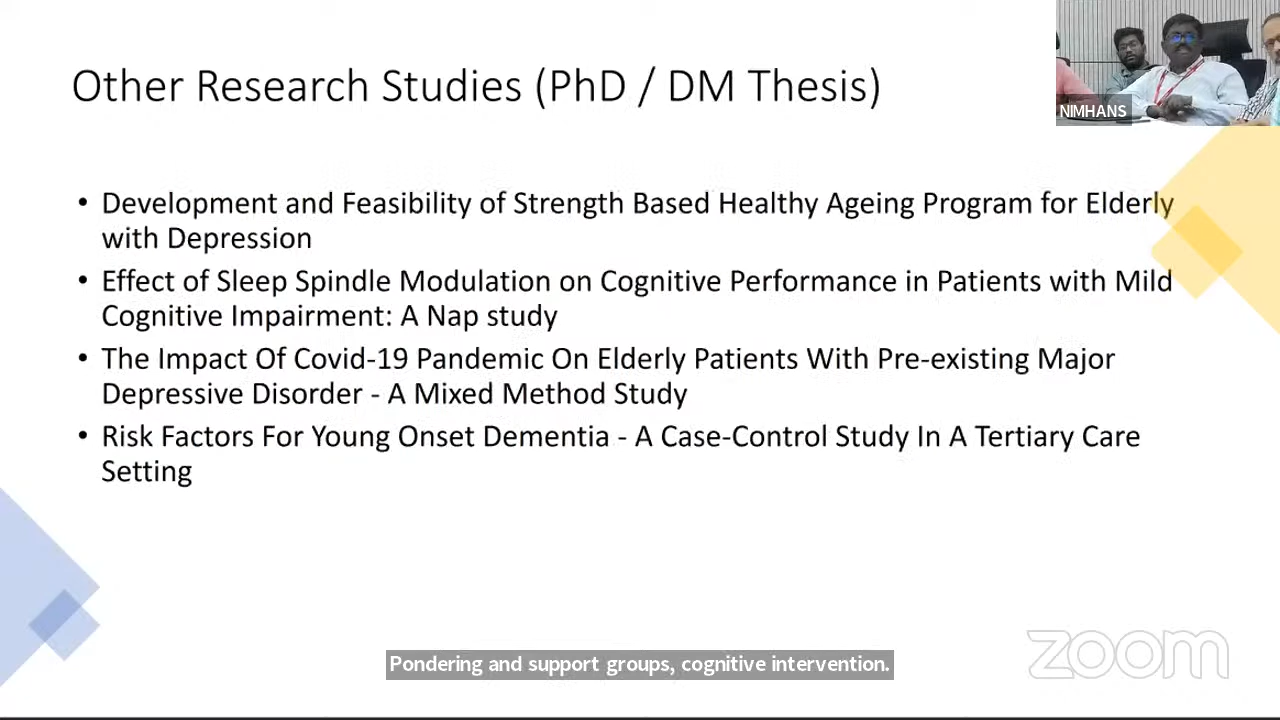 Other Research Studies (PhD / DM Thesis)
NIMHANS
• Development and Feasibility of Strength Based Healthy Ageing Program for Elderly
with Depression
• Effect of Sleep Spindle Modulation on Cognitive Performance in Patients with Mild
Cognitive Impairment: A Nap study
• The Impact Of Covid-19 Pandemic On Elderly Patients With Pre-existing Major
Depressive Disorder - A Mixed Method Study
• Risk Factors For Young Onset Dementia - A Case-Control Study In A Tertiary Care
Setting
Pondering and support groups, cognitive intervention.
zoom